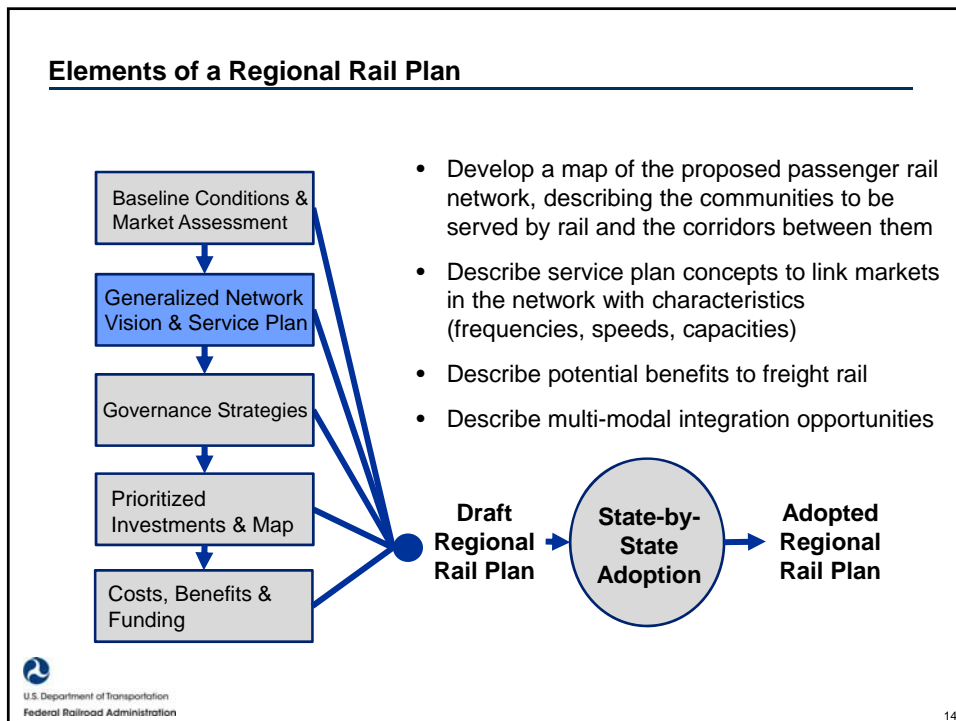 Elements of a Regional Rail Plan
Baseline Conditions &
Market Assessment
Generalized Network
Vision & Service Plan
Governance Strategies
Prioritized
Investments & Map
Costs, Benefits &
Funding
• Develop a map of the proposed passenger rail
network, describing the communities to be
served by rail and the corridors between them
• Describe service plan concepts to link markets
in the network with characteristics
(frequencies, speeds, capacities)
• Describe potential benefits to freight rail
• Describe multi-modal integration opportunities
Draft
Regional
Rail Plan
State-by-
State
Adoption
Adopted
Regional
Rail Plan
U.S. Department of Transportation
Federal Railroad Administration
14